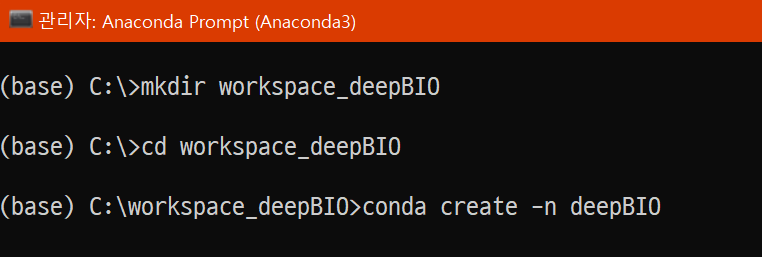 관리자: Anaconda Prompt (Anaconda3)
(base) C:\>mkdir workspace_deepBIO
(base) C:\>cd workspace_deepBIO
(base) C:\workspace_deepBIO>conda create -n deepBIO